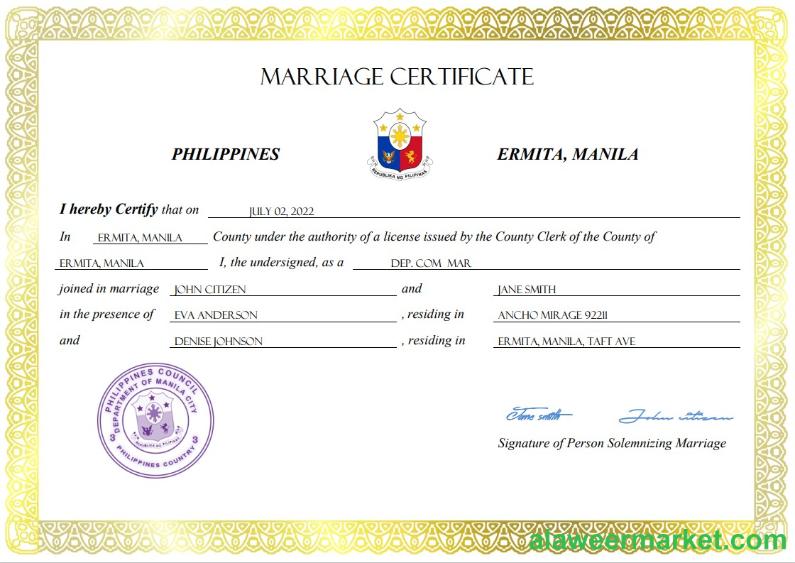 MARRIAGE CERTIFICATE
PHILIPPINES
ERMITA, MANILA
REPUBLIKA NG PILIPINAS
I hereby Certify that on JULY 02, 2022
In ERMITA, MANILA County under the authority of a license issued by the County Clerk of the County of
ERMITA, MANILA I, the undersigned, as a DEP. COM MAR
joined in marriage JOHN CITIZEN and JANE SMITH
in the presence of EVA ANDERSON , residing in ANCHO MIRAGE 92211
and DENISE JOHNSON , residing in ERMITA, MANILA, TAFT AVE
PHILIPPINES COUNCIL
DEPARTMENT OF MANILA CITY
REPUBLIKA NG PILIPINAS
PHILIPPINES COUNTRY
Jane smith John citizen
Signature of Person Solemnizing Marriage
alaweermarket.com